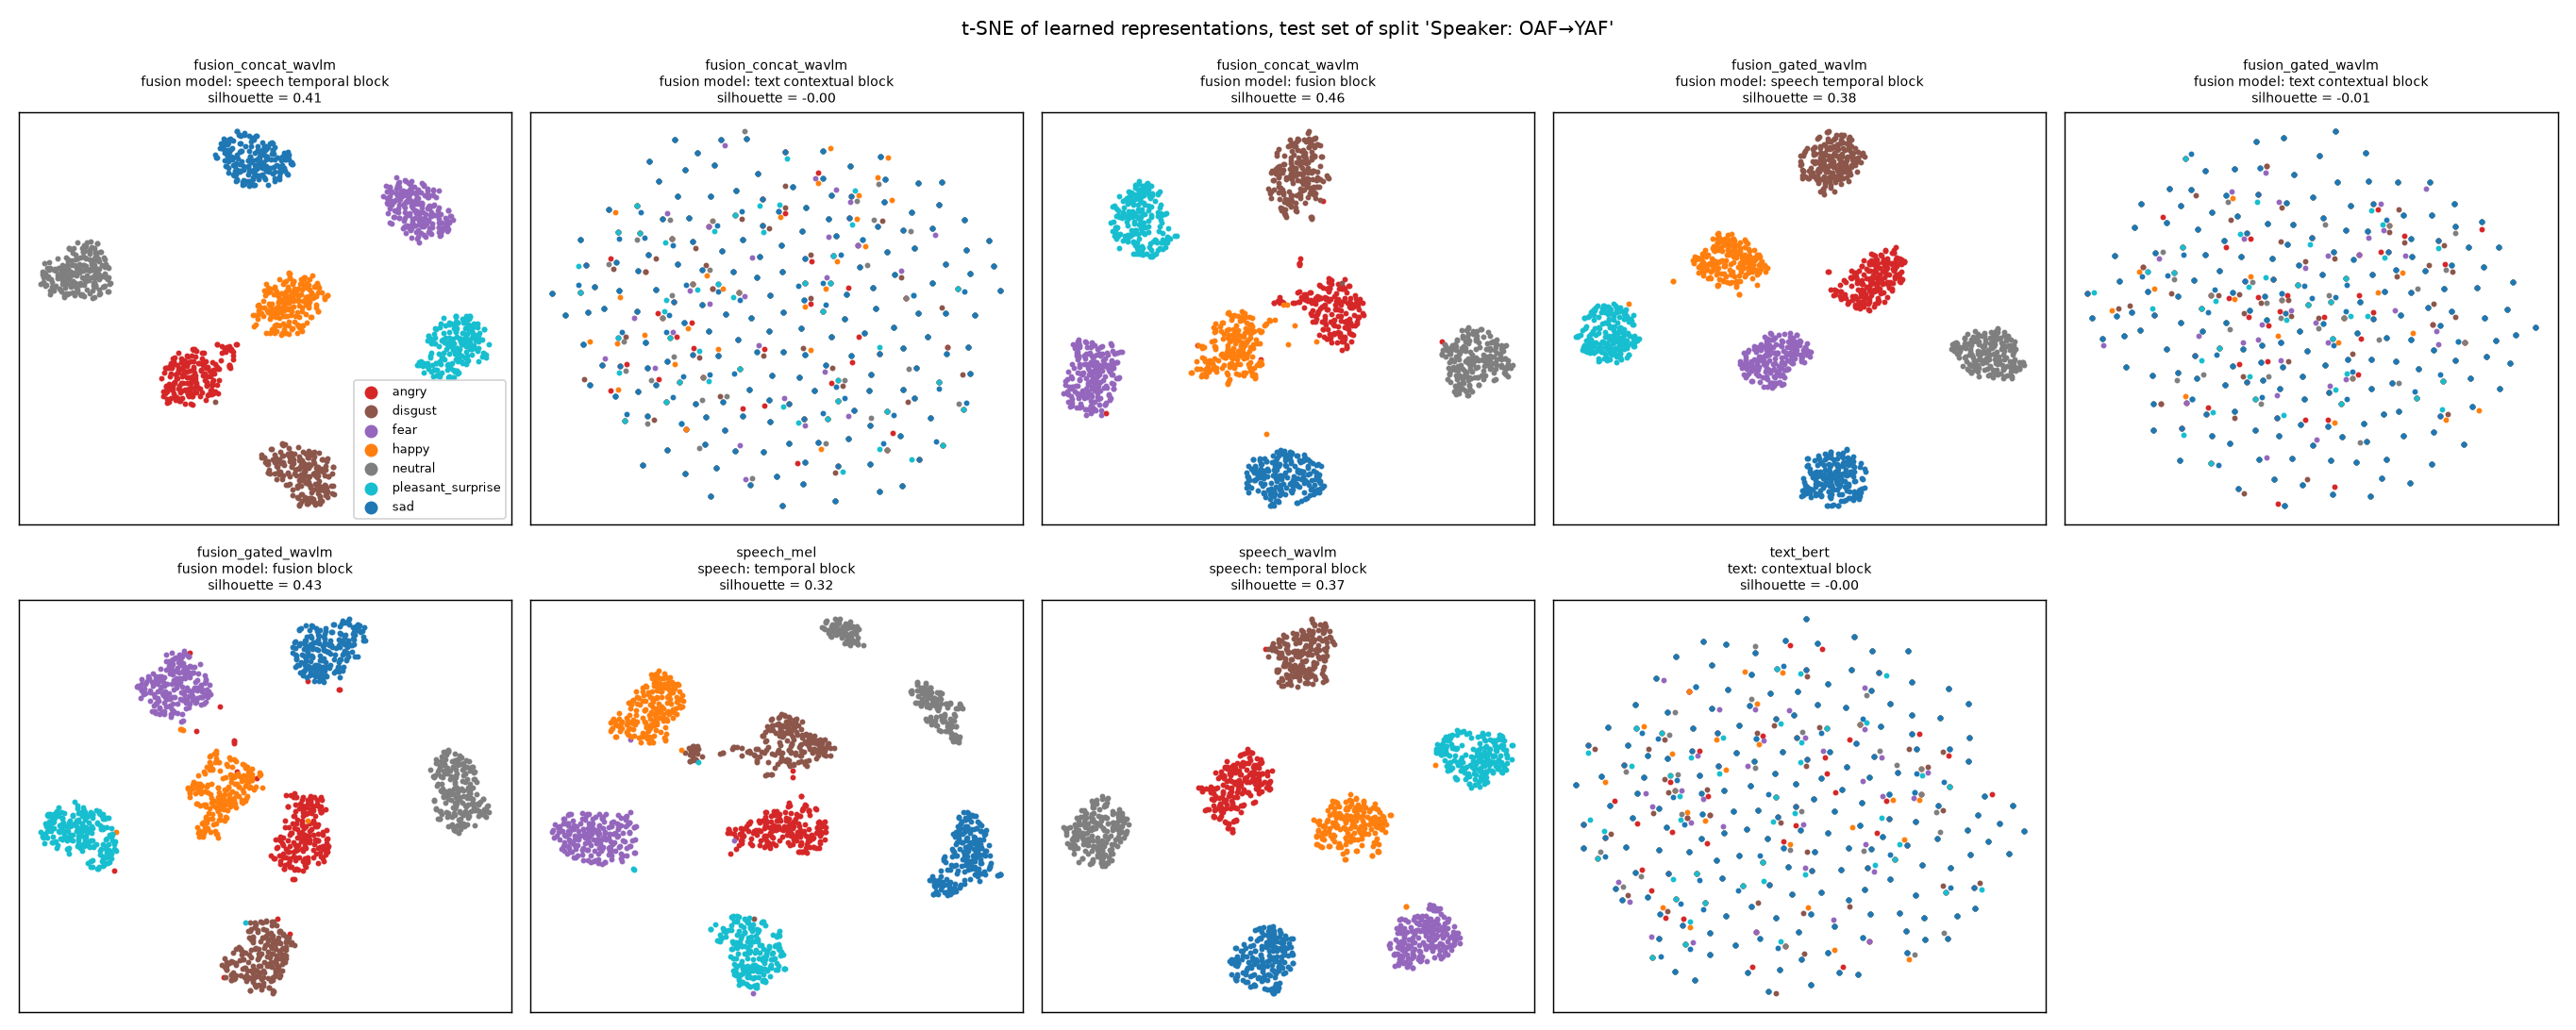 t-SNE of learned representations, test set of split 'Speaker: OAF→YAF'
fusion_concat_wavlm
fusion model: speech temporal block
silhouette = 0.41
fusion_concat_wavlm
fusion model: text contextual block
silhouette = -0.00
fusion_concat_wavlm
fusion model: fusion block
silhouette = 0.46
fusion_gated_wavlm
fusion model: speech temporal block
silhouette = 0.38
fusion_gated_wavlm
fusion model: text contextual block
silhouette = -0.01
angry
disgust
fear
happy
neutral
pleasant_surprise
sad
fusion_gated_wavlm
fusion model: fusion block
silhouette = 0.43
speech_mel
speech: temporal block
silhouette = 0.32
speech_wavlm
speech: temporal block
silhouette = 0.37
text_bert
text: contextual block
silhouette = -0.00